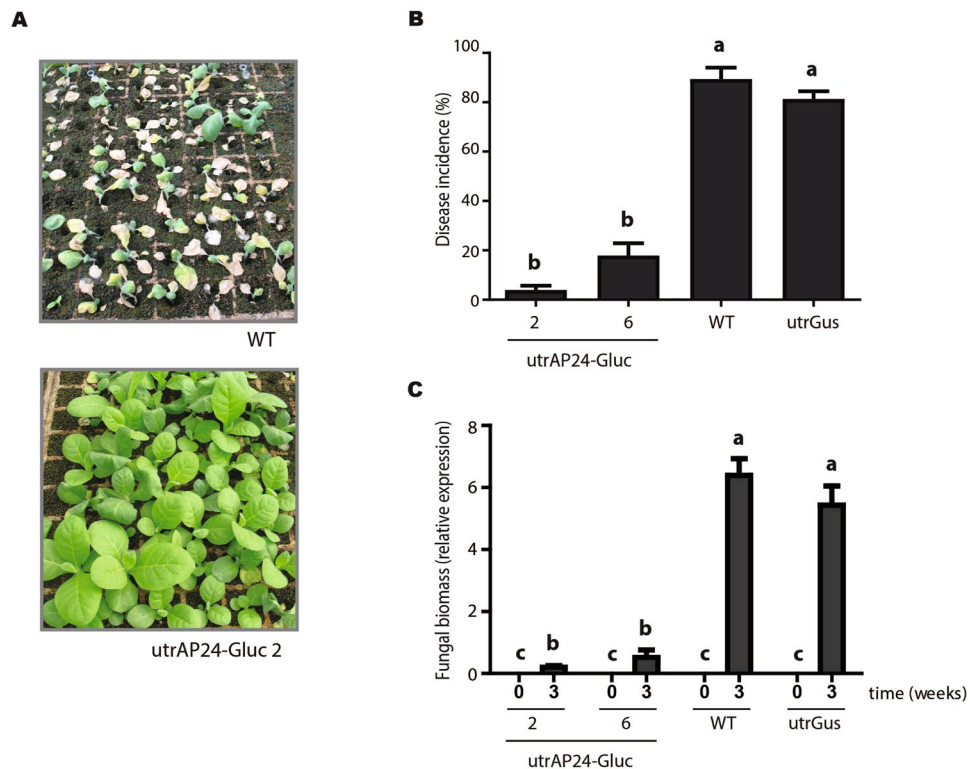 A
WT
utrAP24-Gluc 2
B
Disease incidence (%)
100
80
60
40
20
0
b b a a
2 6 WT utrGus
utrAP24-Gluc
C
Fungal biomass (relative expression)
8
6
4
2
0
c b c b c a c a
0 3 0 3 0 3 0 3 time (weeks)
2 6 WT utrGus
utrAP24-Gluc